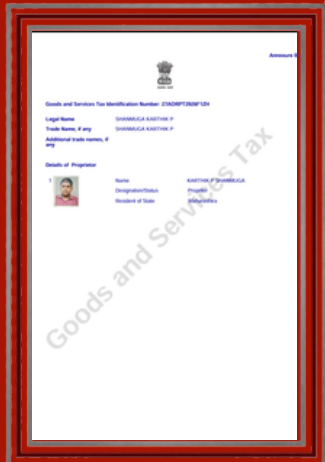 Annexure B
Goods and Services Tax Identification Number:
Legal Name SHANMUGA KARTHIK P
Trade Name, if any SHANMUGA KARTHIK P
Additional trade names, if
any
Details of Proprietor
1 Name KARTHIK P SHANMUGA
Designation/Status Proprietor
Resident of State Maharashtra
Goods and Services Tax